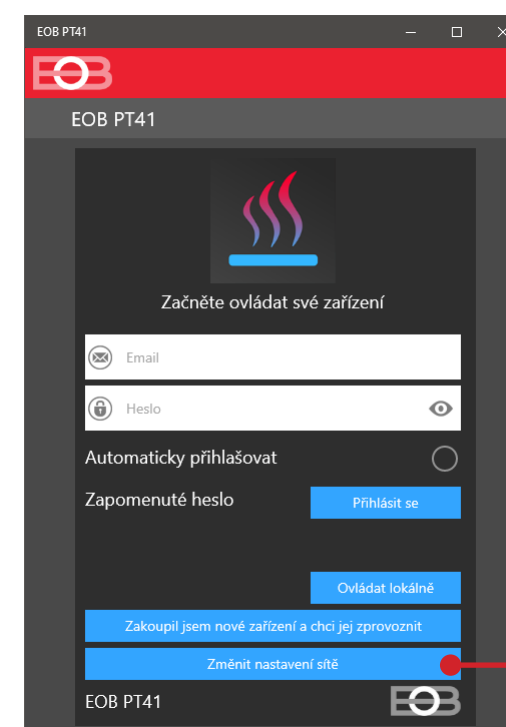 EOB PT41
EOB
EOB PT41
Začněte ovládat své zařízení
Email
Heslo
Automaticky přihlašovat
Zapomenuté heslo
Přihlásit se
Ovládat lokálně
Zakoupil jsem nové zařízení a chci jej zprovoznit
Změnit nastavení sítě
EOB PT41
EOB